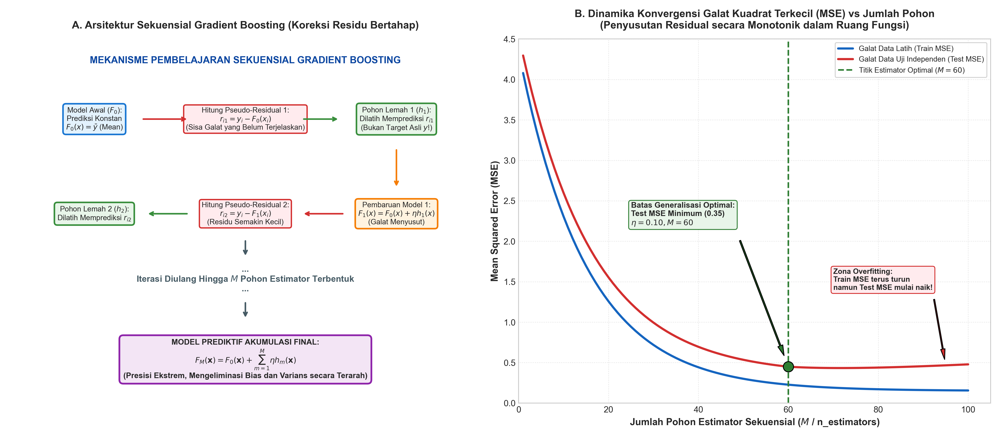 A. Arsitektur Sekuensial Gradient Boosting (Koreksi Residu Bertahap)
MEKANISME PEMBELAJARAN SEKUENSIAL GRADIENT BOOSTING
Model Awal (F₀):
Prediksi Konstan
F₀(x) = ȳ (Mean)
Hitung Pseudo-Residual 1:
rᵢ₁ = yᵢ − F₀(xᵢ)
(Sisa Galat yang Belum Terjelaskan)
Pohon Lemah 1 (h₁):
Dilatih Memprediksi rᵢ₁
(Bukan Target Asli y!)
Pohon Lemah 2 (h₂):
Dilatih Memprediksi rᵢ₂
Hitung Pseudo-Residual 2:
rᵢ₂ = yᵢ − F₁(xᵢ)
(Residu Semakin Kecil)
Pembaruan Model 1:
F₁(x) = F₀(x) + ηh₁(x)
(Galat Menyusut)
...
Iterasi Diulang Hingga M Pohon Estimator Terbentuk
...
MODEL PREDIKTIF AKUMULASI FINAL:
F_M(x) = F₀(x) + ∑_{m=1}^{M} ηh_m(x)
(Presisi Ekstrem, Mengeliminasi Bias dan Varians secara Terarah)
B. Dinamika Konvergensi Galat Kuadrat Terkecil (MSE) vs Jumlah Pohon
(Penyusutan Residual secara Monotonik dalam Ruang Fungsi)
Mean Squared Error (MSE)
4.5
4.0
3.5
3.0
2.5
2.0
1.5
1.0
0.5
0.0
Galat Data Latih (Train MSE)
Galat Data Uji Independen (Test MSE)
Titik Estimator Optimal (M = 60)
Batas Generalisasi Optimal:
Test MSE Minimum (0.35)
η = 0.10, M = 60
Zona Overfitting:
Train MSE terus turun
namun Test MSE mulai naik!
0 20 40 60 80 100
Jumlah Pohon Estimator Sekuensial (M / n_estimators)